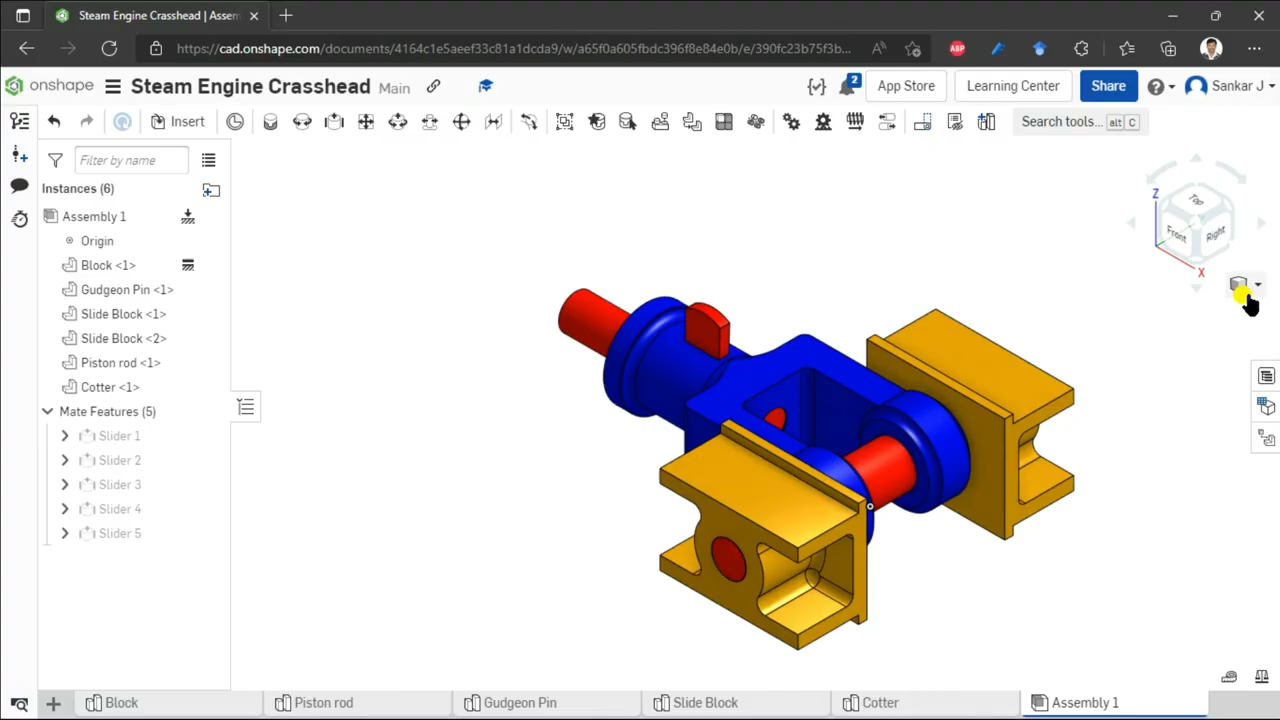 Steam Engine Crasshead | Assem
https://cad.onshape.com/documents/4164c1e5aeef33c81a1dcda9/w/a65f0a605fbdc396f8e84e0b/e/390fc23b75f3b...
ABP
onshape
Steam Engine Crasshead Main
2
App Store
Learning Center
Share
Sankar J
Insert
Search tools... alt C
Filter by name
Instances (6)
Assembly 1
Origin
Block <1>
Gudgeon Pin <1>
Slide Block <1>
Slide Block <2>
Piston rod <1>
Cotter <1>
Mate Features (5)
Slider 1
Slider 2
Slider 3
Slider 4
Slider 5
Z
Top
Front
Right
X
Block
Piston rod
Gudgeon Pin
Slide Block
Cotter
Assembly 1